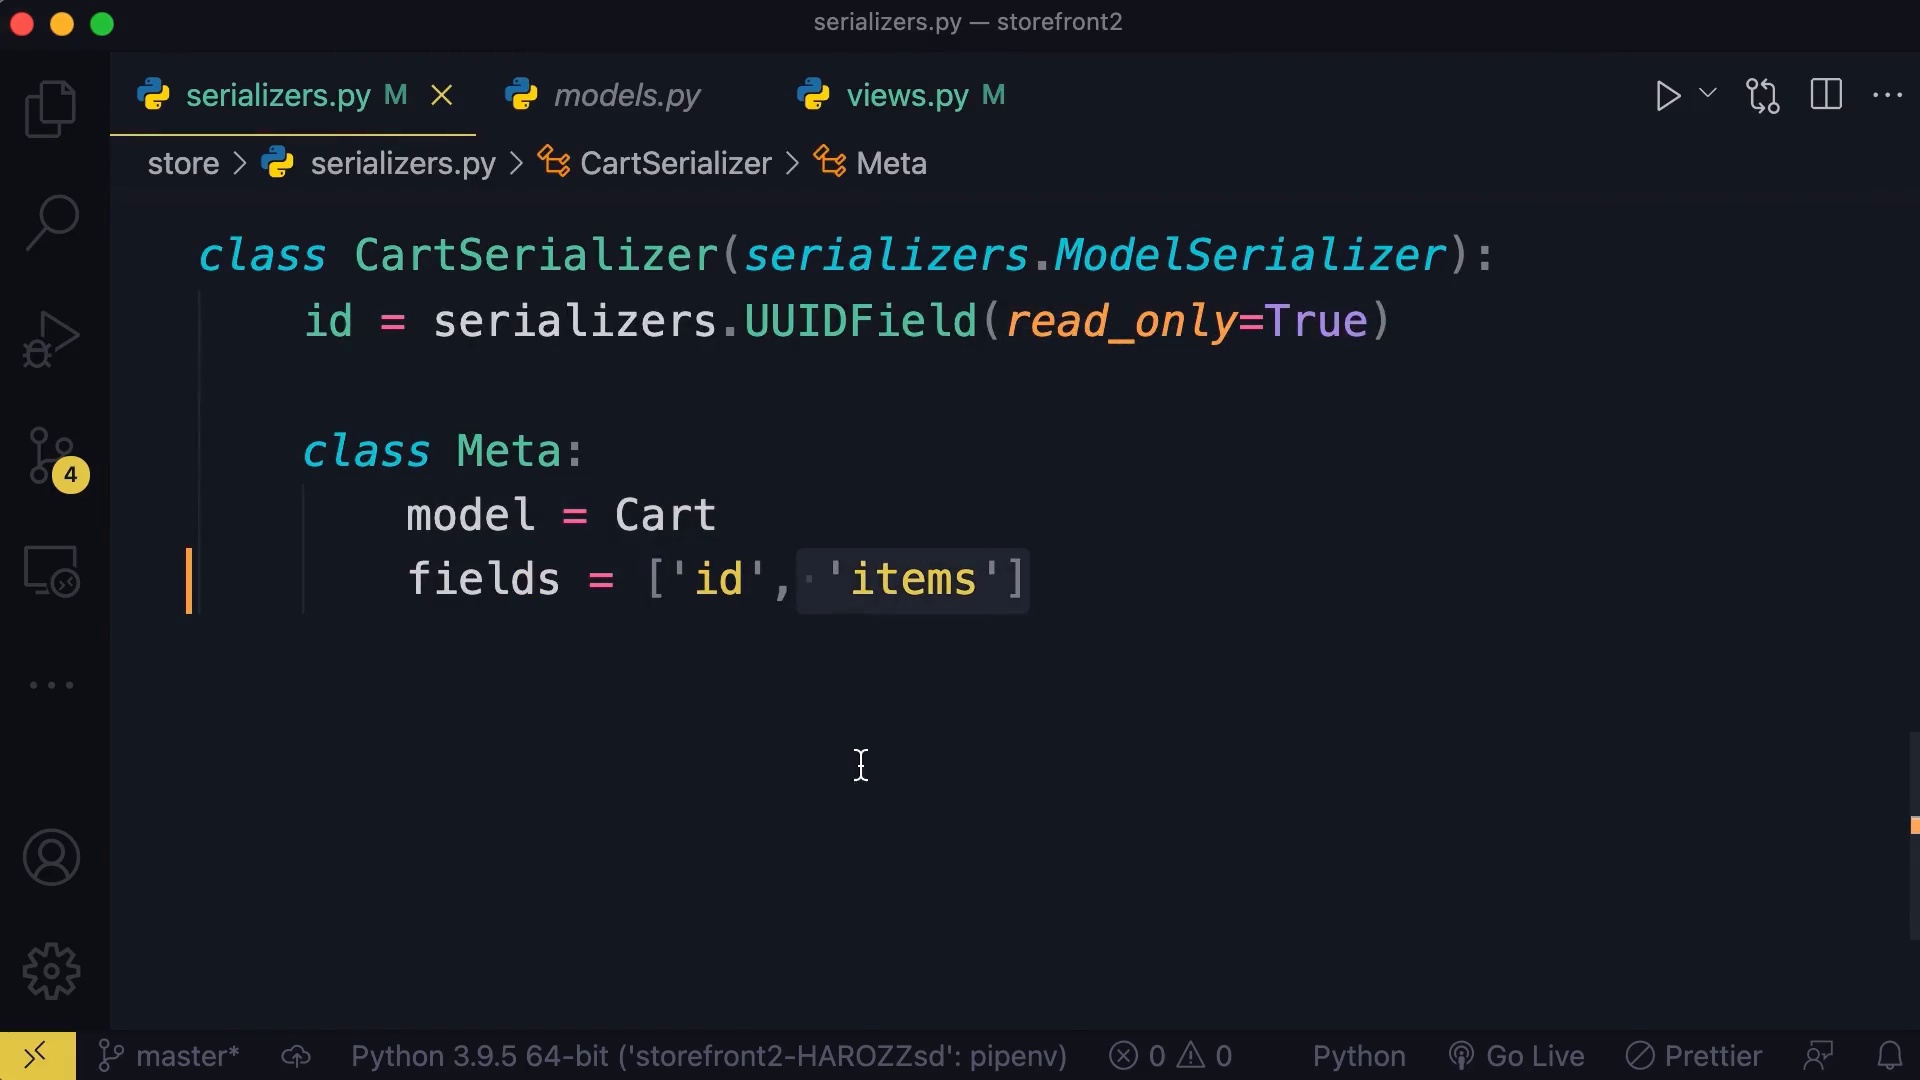 serializers.py — storefront2
serializers.py M models.py views.py M
store > serializers.py > CartSerializer > Meta
class CartSerializer(serializers.ModelSerializer):
id = serializers.UUIDField(read_only=True)
class Meta:
model = Cart
fields = ['id', 'items']
4
master* Python 3.9.5 64-bit ('storefront2-HAROZZsd': pipenv) 0 0 Python Go Live Prettier